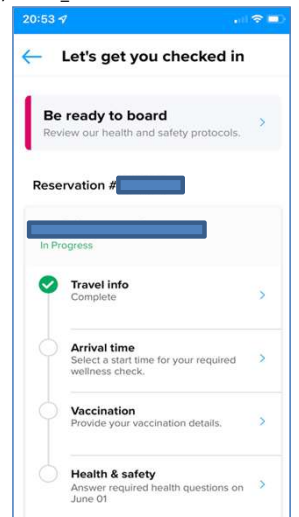 20:53
Let's get you checked in
Be ready to board
Review our health and safety protocols.
Reservation #
In Progress
Travel info
Complete
Arrival time
Select a start time for your required
wellness check.
Vaccination
Provide your vaccination details.
Health & safety
Answer required health questions on
June 01